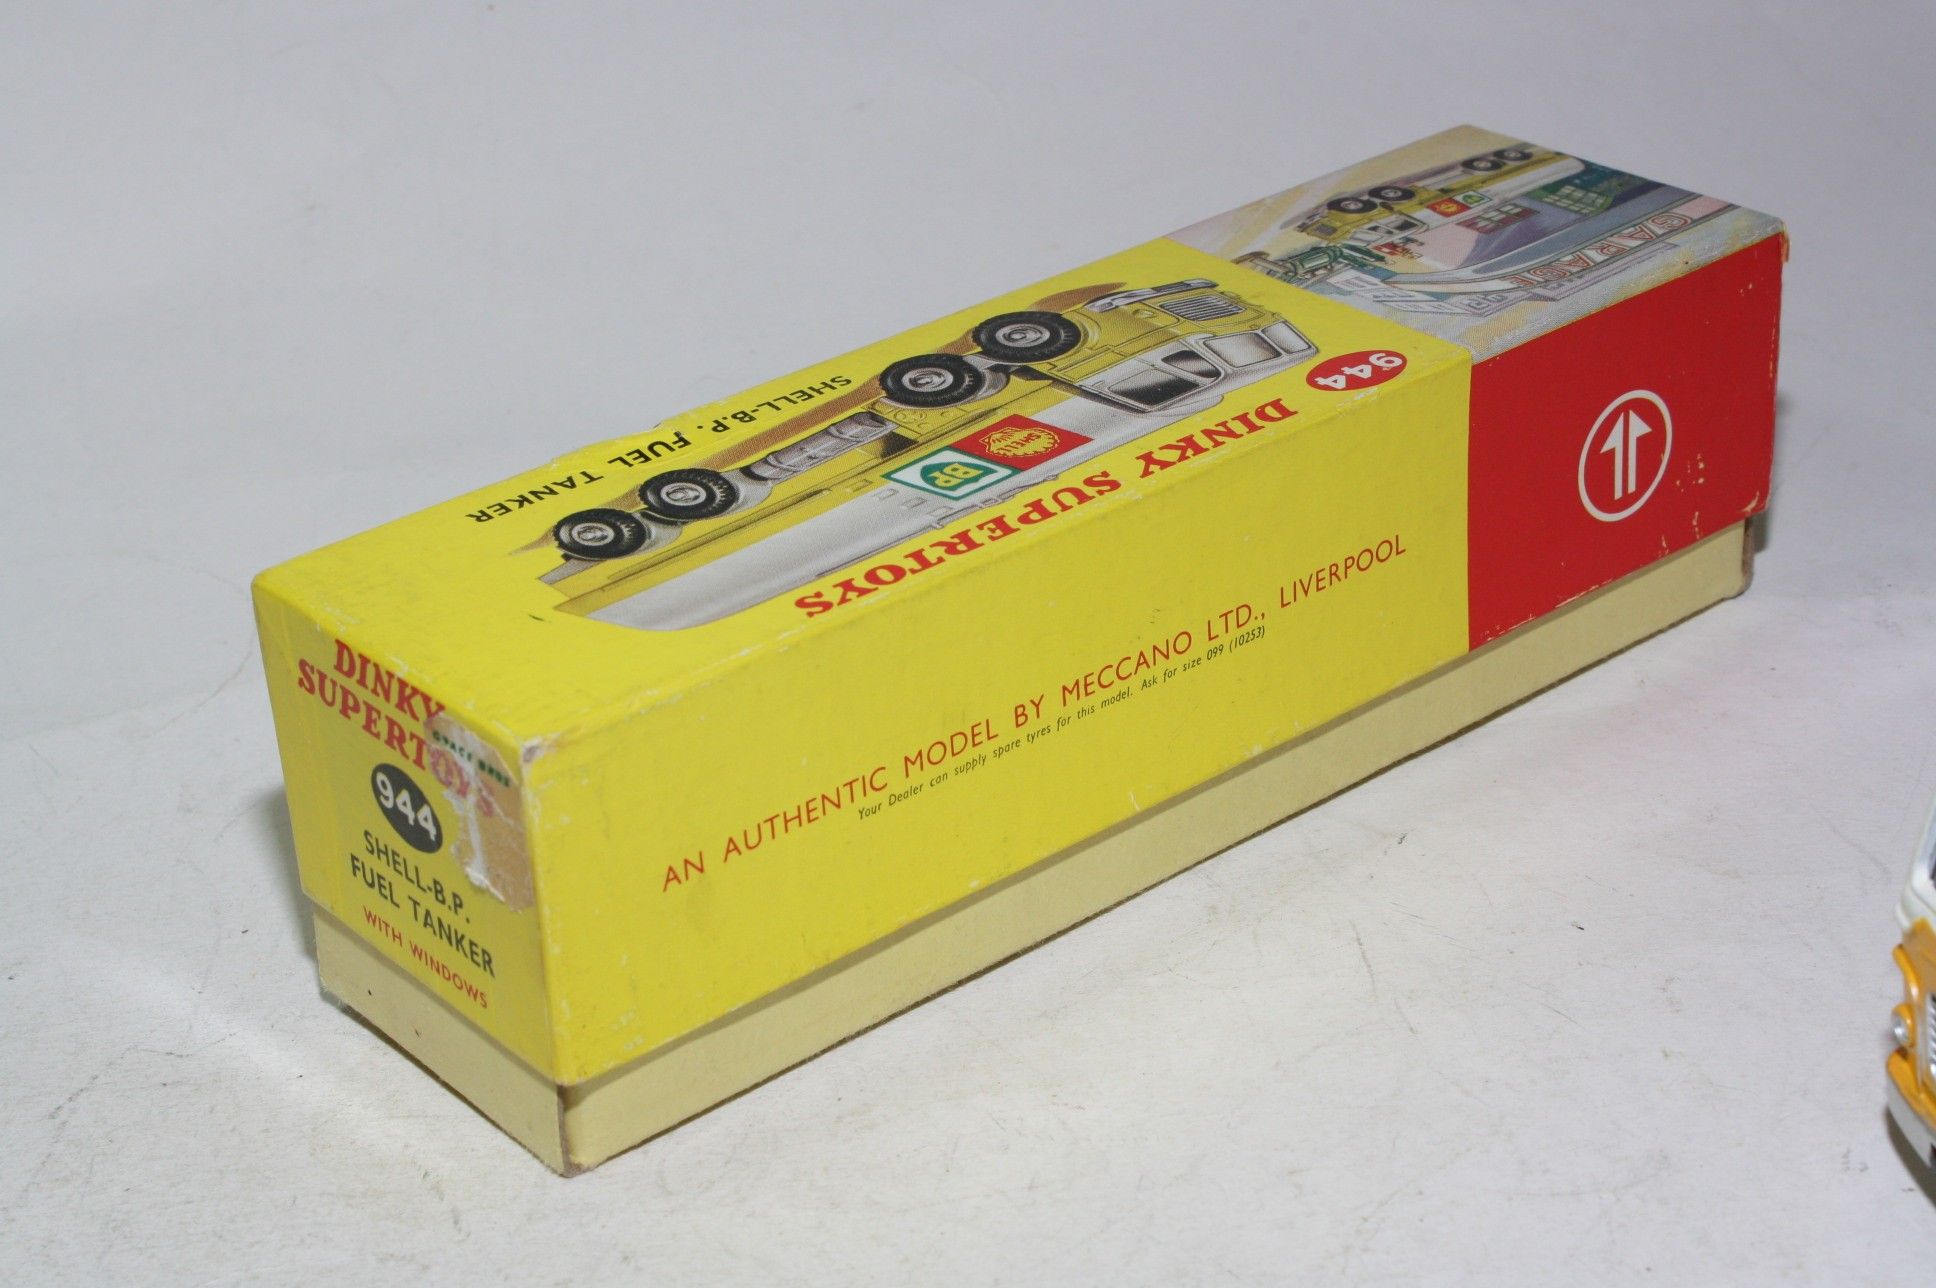 944
DINKY SUPERTOYS
SHELL
BP
SHELL-B.P. FUEL TANKER
GARAGE
AN AUTHENTIC MODEL BY MECCANO LTD., LIVERPOOL
Your Dealer can supply spare tyres for this model. Ask for size 099 (10253)
DINKY
SUPERTOYS
944
SHELL-B.P.
FUEL TANKER
WITH WINDOWS